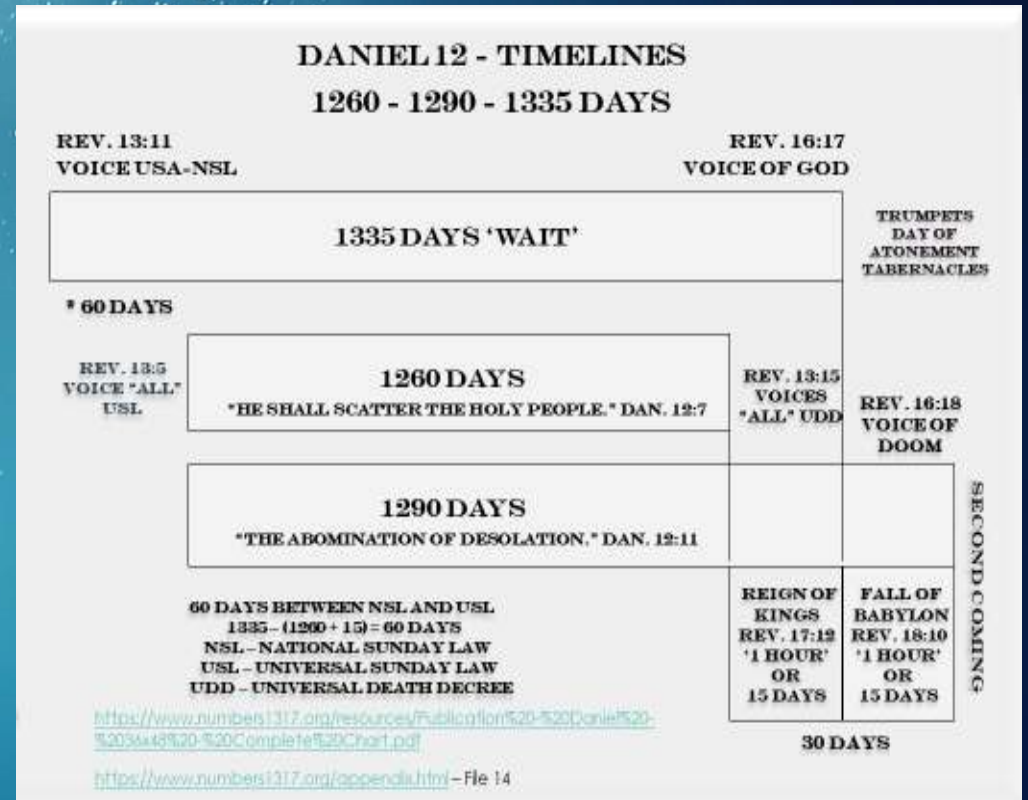 DANIEL 12 - TIMELINES
1260 - 1290 - 1335 DAYS
REV. 13:11
VOICE USA-NSL
REV. 16:17
VOICE OF GOD
1335 DAYS ‘WAIT’
TRUMPETS
DAY OF
ATONEMENT
TABERNACLES
* 60 DAYS
REV. 13:5
VOICE "ALL"
USL
1260 DAYS
"HE SHALL SCATTER THE HOLY PEOPLE." DAN. 12:7
REV. 13:15
VOICES
"ALL" UDD
REV. 16:18
VOICE OF
DOOM
1290 DAYS
"THE ABOMINATION OF DESOLATION." DAN. 12:11
SECOND COMING
60 DAYS BETWEEN NSL AND USL
1335 – (1260 + 15) = 60 DAYS
NSL – NATIONAL SUNDAY LAW
USL – UNIVERSAL SUNDAY LAW
UDD – UNIVERSAL DEATH DECREE
REIGN OF
KINGS
REV. 17:12
‘1 HOUR’
OR
15 DAYS
FALL OF
BABYLON
REV. 18:10
‘1 HOUR’
OR
15 DAYS
30 DAYS
https://www.numbers1317.org/resources/Publication%20-%20Daniel%20-
%2036x48%20-%20Complete%20Chart.pdf
https://www.numbers1317.org/appendix.html – File 14